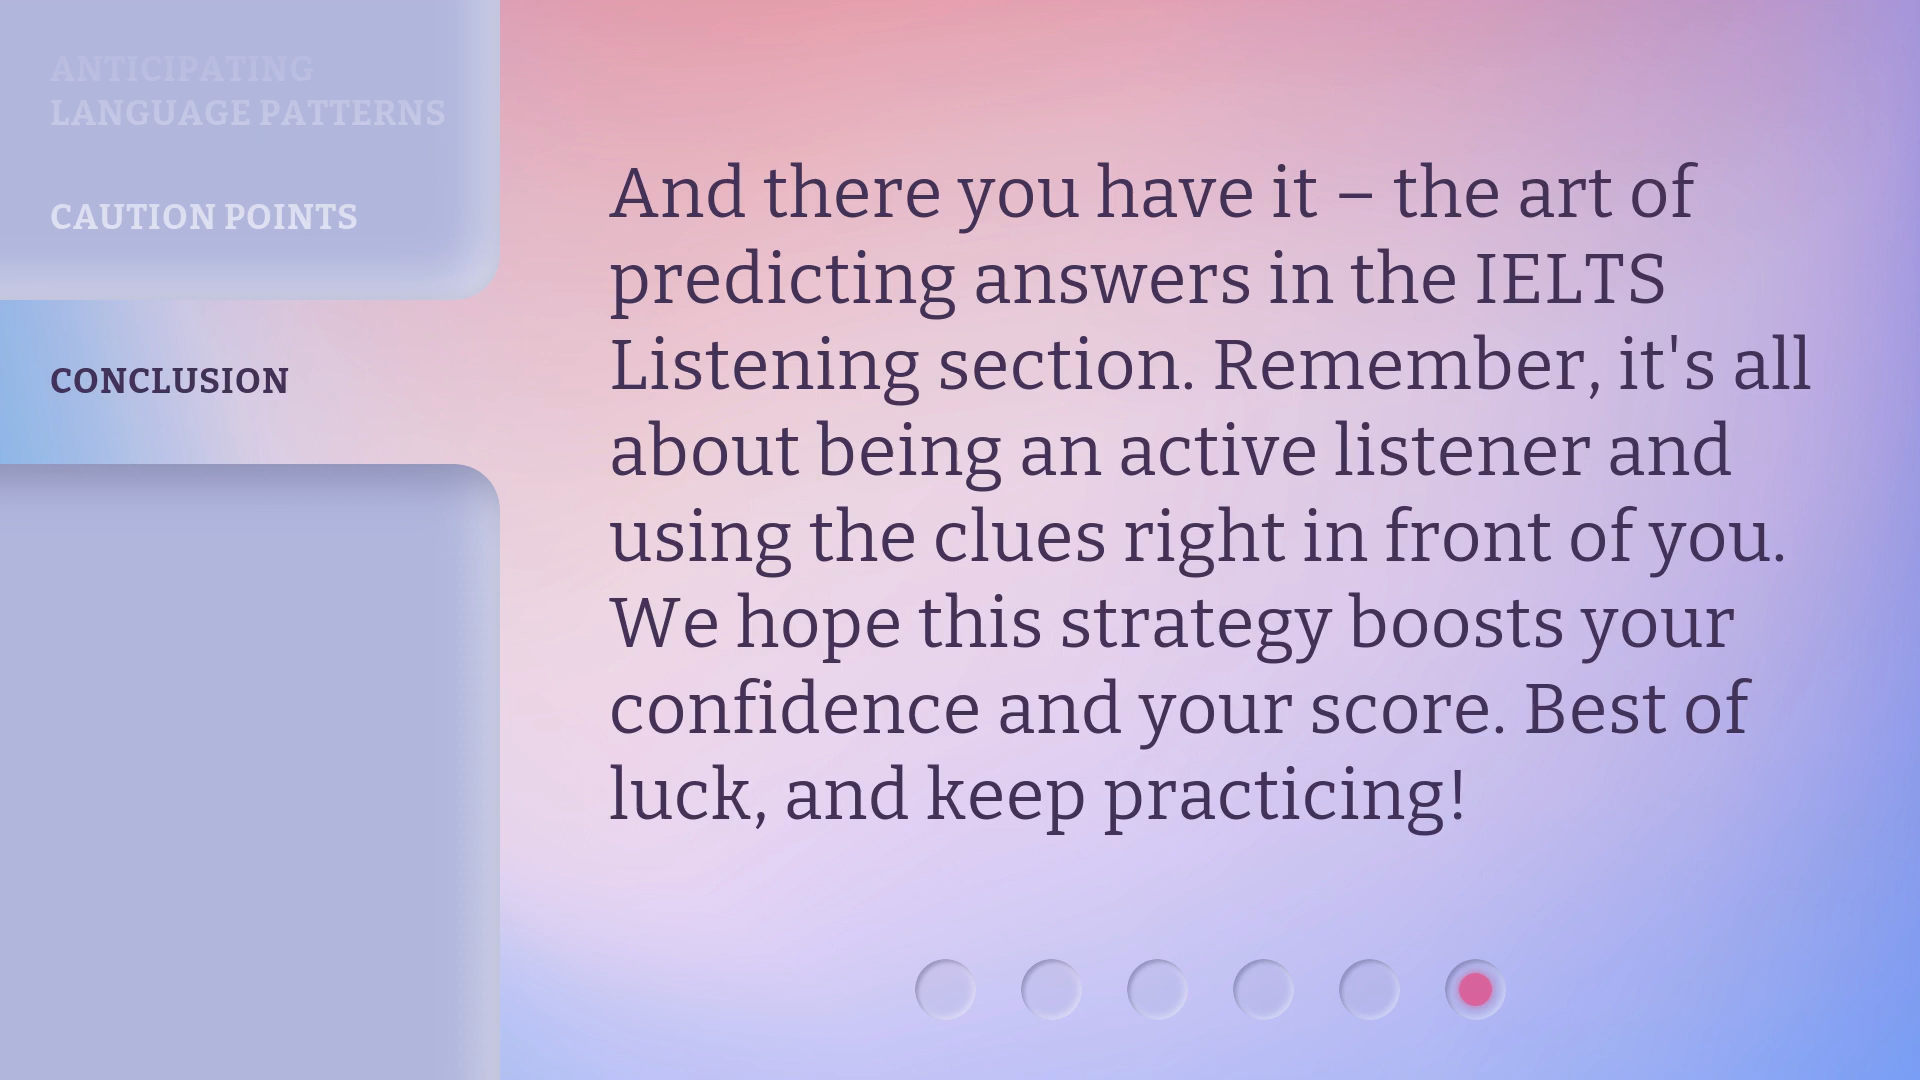 ANTICIPATING
LANGUAGE PATTERNS
CAUTION POINTS
CONCLUSION
And there you have it – the art of
predicting answers in the IELTS
Listening section. Remember, it's all
about being an active listener and
using the clues right in front of you.
We hope this strategy boosts your
confidence and your score. Best of
luck, and keep practicing!